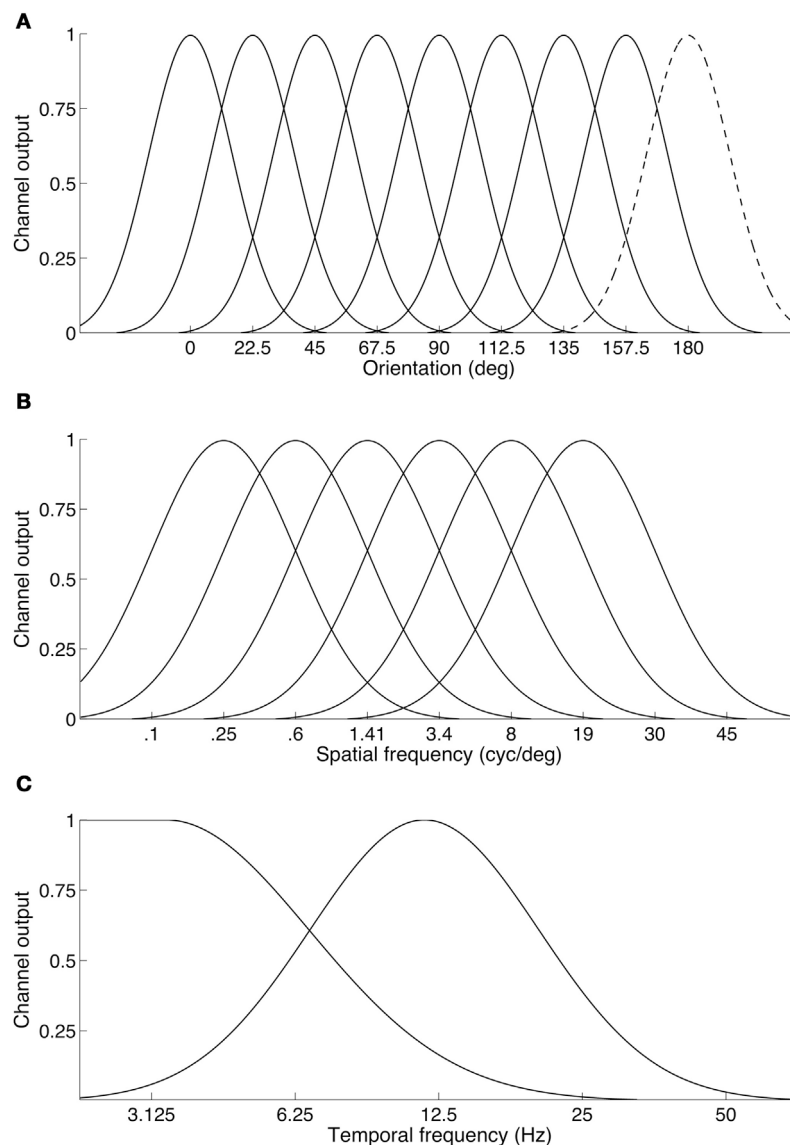 A
1
0.75
0.5
0.25
0
Channel output
0 22.5 45 67.5 90 112.5 135 157.5 180
Orientation (deg)
B
1
0.75
0.5
0.25
0
Channel output
.1 .25 .6 1.41 3.4 8 19 30 45
Spatial frequency (cyc/deg)
C
1
0.75
0.5
0.25
Channel output
3.125 6.25 12.5 25 50
Temporal frequency (Hz)